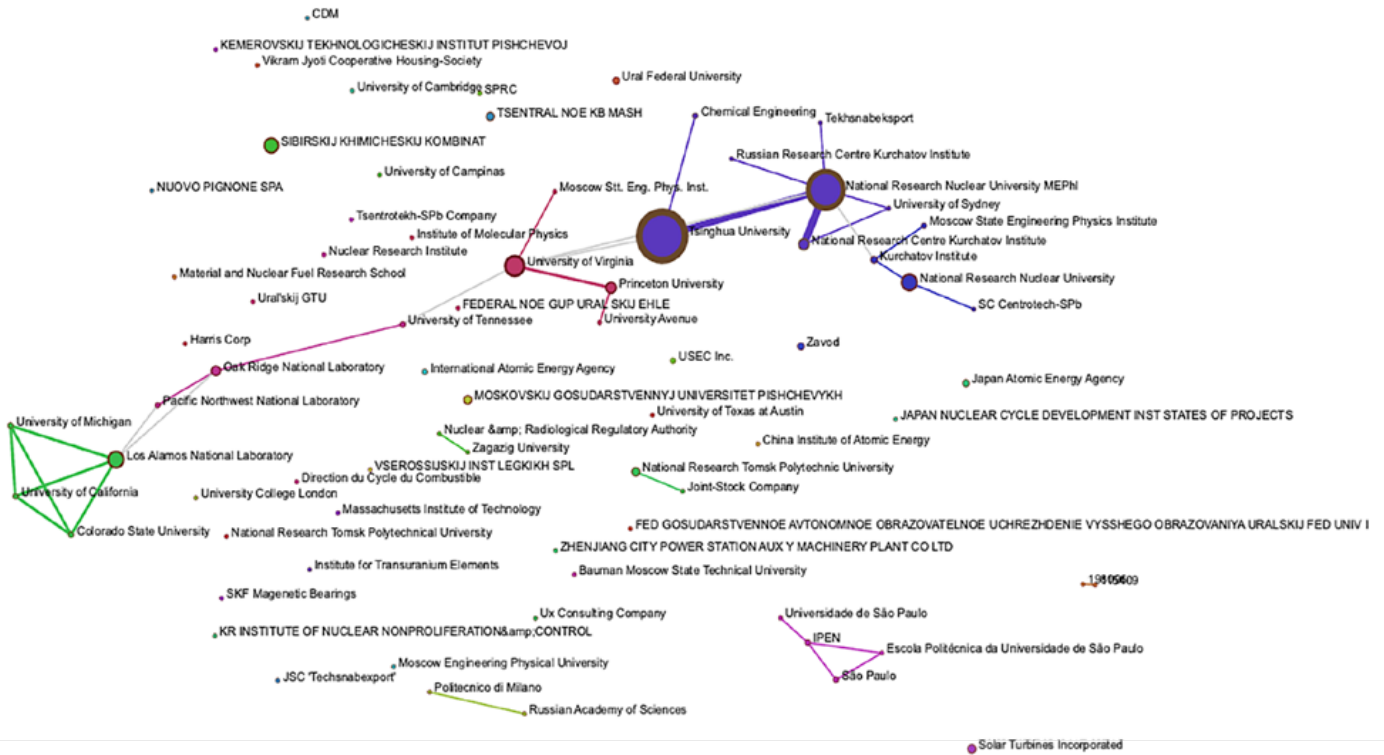 CDM
KEMEROVSKIJ TEKHNOLOGICHESKIJ INSTITUT PISHCHEVOJ
Vikram Jyoti Cooperative Housing-Society
Ural Federal University
University of Cambridge
SPRC
TSENTRAL NOE KB MASH
Chemical Engineering
Tekhsnabeksport
SIBIRSKIJ KHIMICHESKIJ KOMBINAT
Russian Research Centre Kurchatov Institute
University of Campinas
NUOVO PIGNONE SPA
Moscow Stt. Eng. Phys. Inst.
National Research Nuclear University MEPhI
University of Sydney
Tsentrotekh-SPb Company
Moscow State Engineering Physics Institute
Institute of Molecular Physics
Tsinghua University
National Research Centre Kurchatov Institute
Nuclear Research Institute
University of Virginia
Kurchatov Institute
Material and Nuclear Fuel Research School
National Research Nuclear University
Princeton University
Ural'skij GTU
FEDERAL NOE GUP URAL SKIJ EHLE
SC Centrotech-SPb
University of Tennessee
University Avenue
Harris Corp
Zavod
USEC Inc.
Oak Ridge National Laboratory
International Atomic Energy Agency
Japan Atomic Energy Agency
MOSKOVSKIJ GOSUDARSTVENNYJ UNIVERSITET PISHCHEVYKH
Pacific Northwest National Laboratory
University of Texas at Austin
JAPAN NUCLEAR CYCLE DEVELOPMENT INST STATES OF PROJECTS
University of Michigan
Nuclear &amp; Radiological Regulatory Authority
China Institute of Atomic Energy
Zagazig University
Los Alamos National Laboratory
VSEROSSIJSKIJ INST LEGKIKH SPL
National Research Tomsk Polytechnic University
Direction du Cycle du Combustible
Joint-Stock Company
University of California
University College London
Massachusetts Institute of Technology
FED GOSUDARSTVENNOE AVTONOMNOE OBRAZOVATELNOE UCHREZHDENIE VYSSHEGO OBRAZOVANIYA URALSKIJ FED UNIV I
Colorado State University
National Research Tomsk Polytechnical University
ZHENJIANG CITY POWER STATION AUX Y MACHINERY PLANT CO LTD
Institute for Transuranium Elements
Bauman Moscow State Technical University
SKF Magenetic Bearings
Ux Consulting Company
Universidade de São Paulo
KR INSTITUTE OF NUCLEAR NONPROLIFERATION&amp;CONTROL
IPEN
Escola Politécnica da Universidade de São Paulo
Moscow Engineering Physical University
JSC 'Techsnabexport'
São Paulo
Politecnico di Milano
Russian Academy of Sciences
Solar Turbines Incorporated